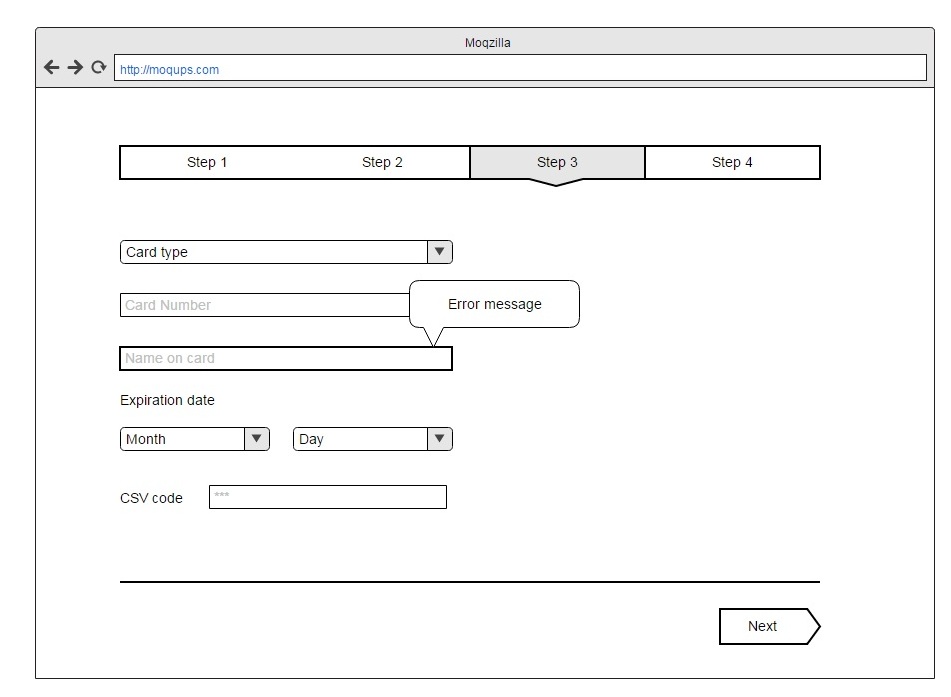 Moqzilla
http://moqups.com
Step 1 Step 2 Step 3 Step 4
Card type
Card Number
Error message
Name on card
Expiration date
Month Day
CSV code ***
Next